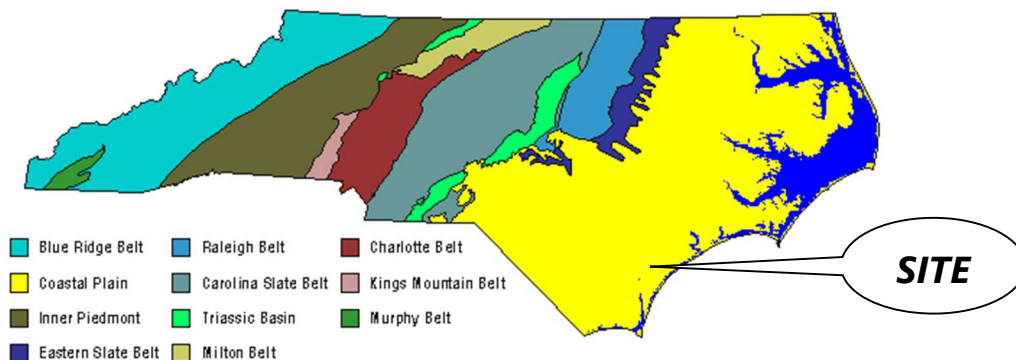 SITE
Blue Ridge Belt
Raleigh Belt
Charlotte Belt
Coastal Plain
Carolina Slate Belt
Kings Mountain Belt
Inner Piedmont
Triassic Basin
Murphy Belt
Eastern Slate Belt
Milton Belt